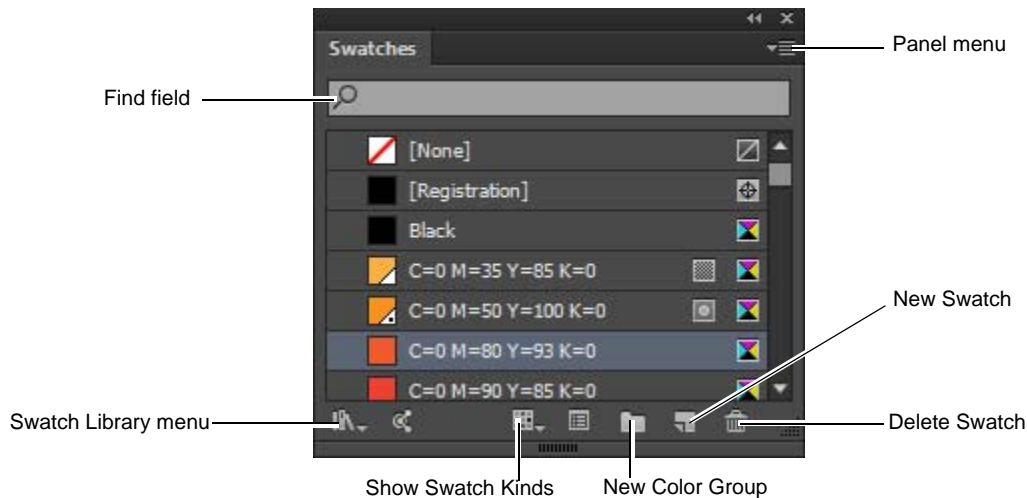 Swatches
Panel menu
Find field
[None]
[Registration]
Black
C=0 M=35 Y=85 K=0
C=0 M=50 Y=100 K=0
New Swatch
C=0 M=80 Y=93 K=0
C=0 M=90 Y=85 K=0
Swatch Library menu
Delete Swatch
Show Swatch Kinds
New Color Group